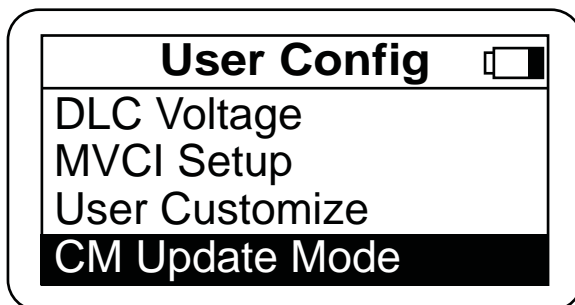 User Config
DLC Voltage
MVCI Setup
User Customize
CM Update Mode